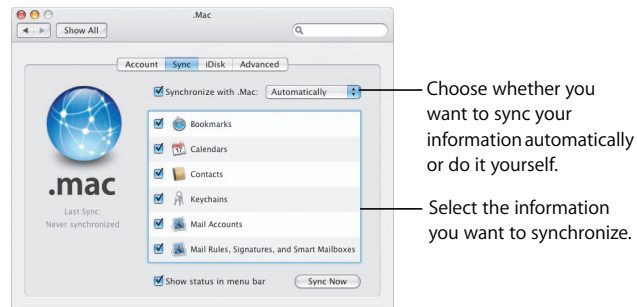 .Mac
Show All
Account Sync iDisk Advanced
Synchronize with .Mac: Automatically
Bookmarks
17
Calendars
Contacts
Keychains
Mail Accounts
Mail Rules, Signatures, and Smart Mailboxes
.mac
Last Sync:
Never synchronized
Show status in menu bar Sync Now
Choose whether you
want to sync your
information automatically
or do it yourself.
Select the information
you want to synchronize.